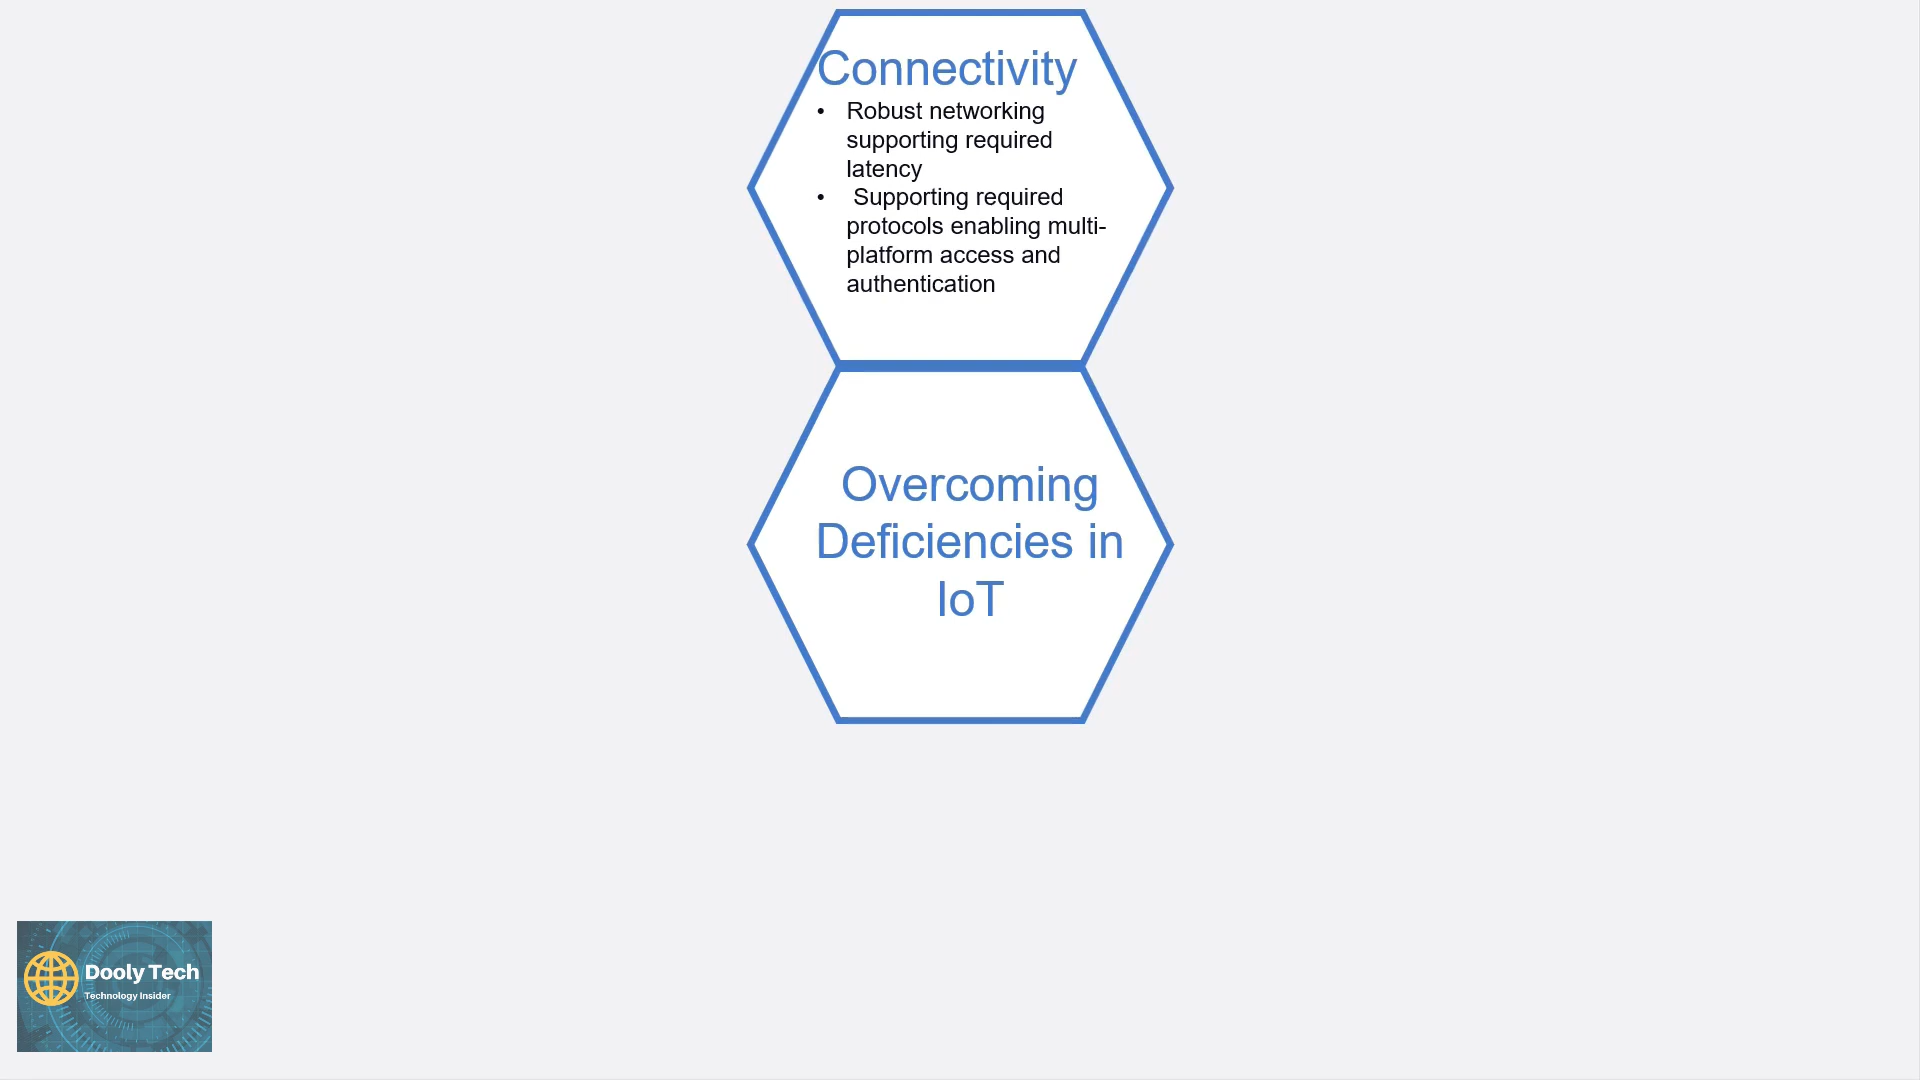 Connectivity
• Robust networking
supporting required
latency
• Supporting required
protocols enabling multi-
platform access and
authentication
Overcoming
Deficiencies in
IoT
Dooly Tech
Technology Insider